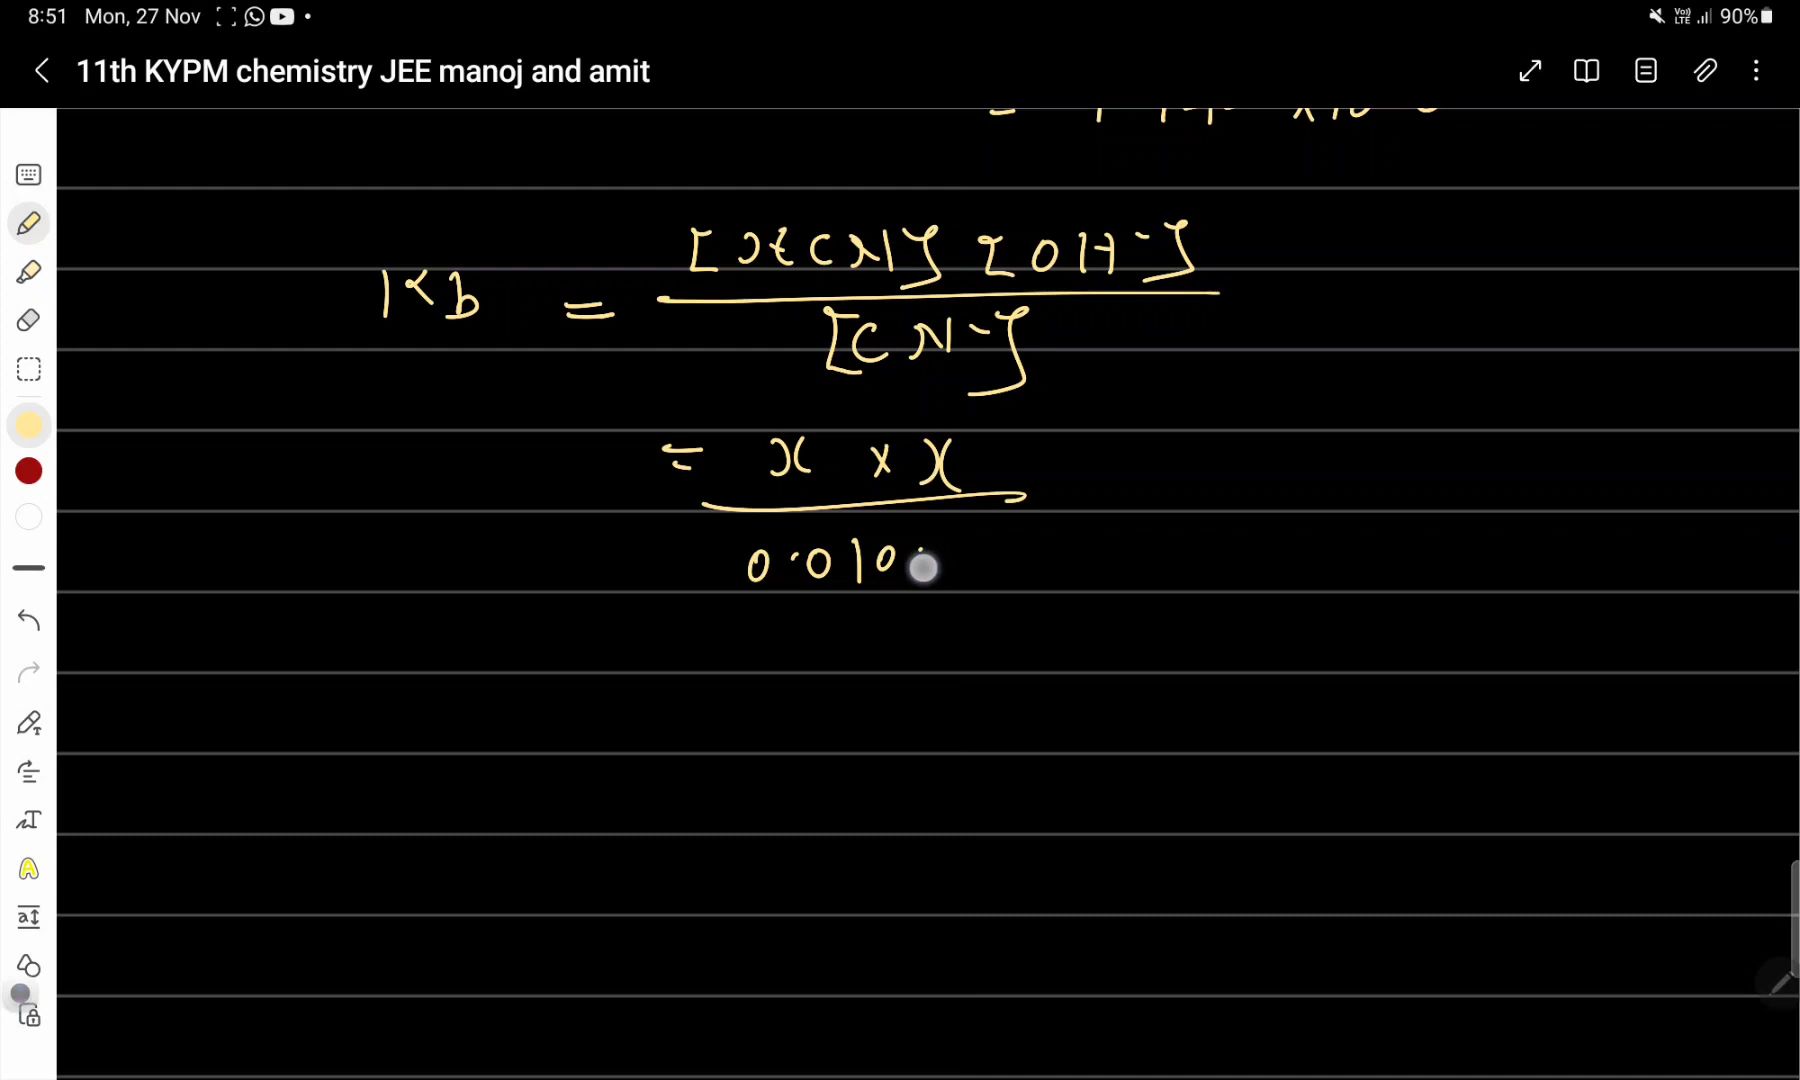 8:51 Mon, 27 Nov 90%
11th KYPM chemistry JEE manoj and amit
Kb = [HCN] [OH-]
[CN-]
= x × x
0.010